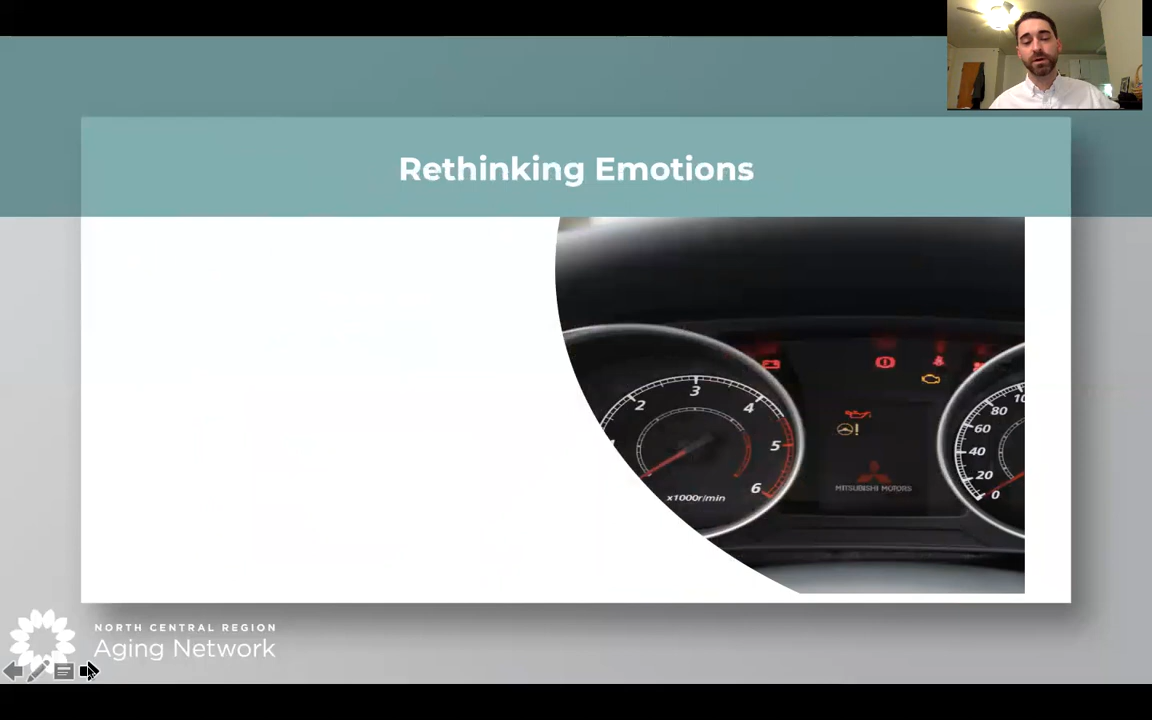 Rethinking Emotions
2
3
4
5
6
x1000r/min
MITSUBISHI MOTORS
10
80
60
40
20
0
NORTH CENTRAL REGION
Aging Network